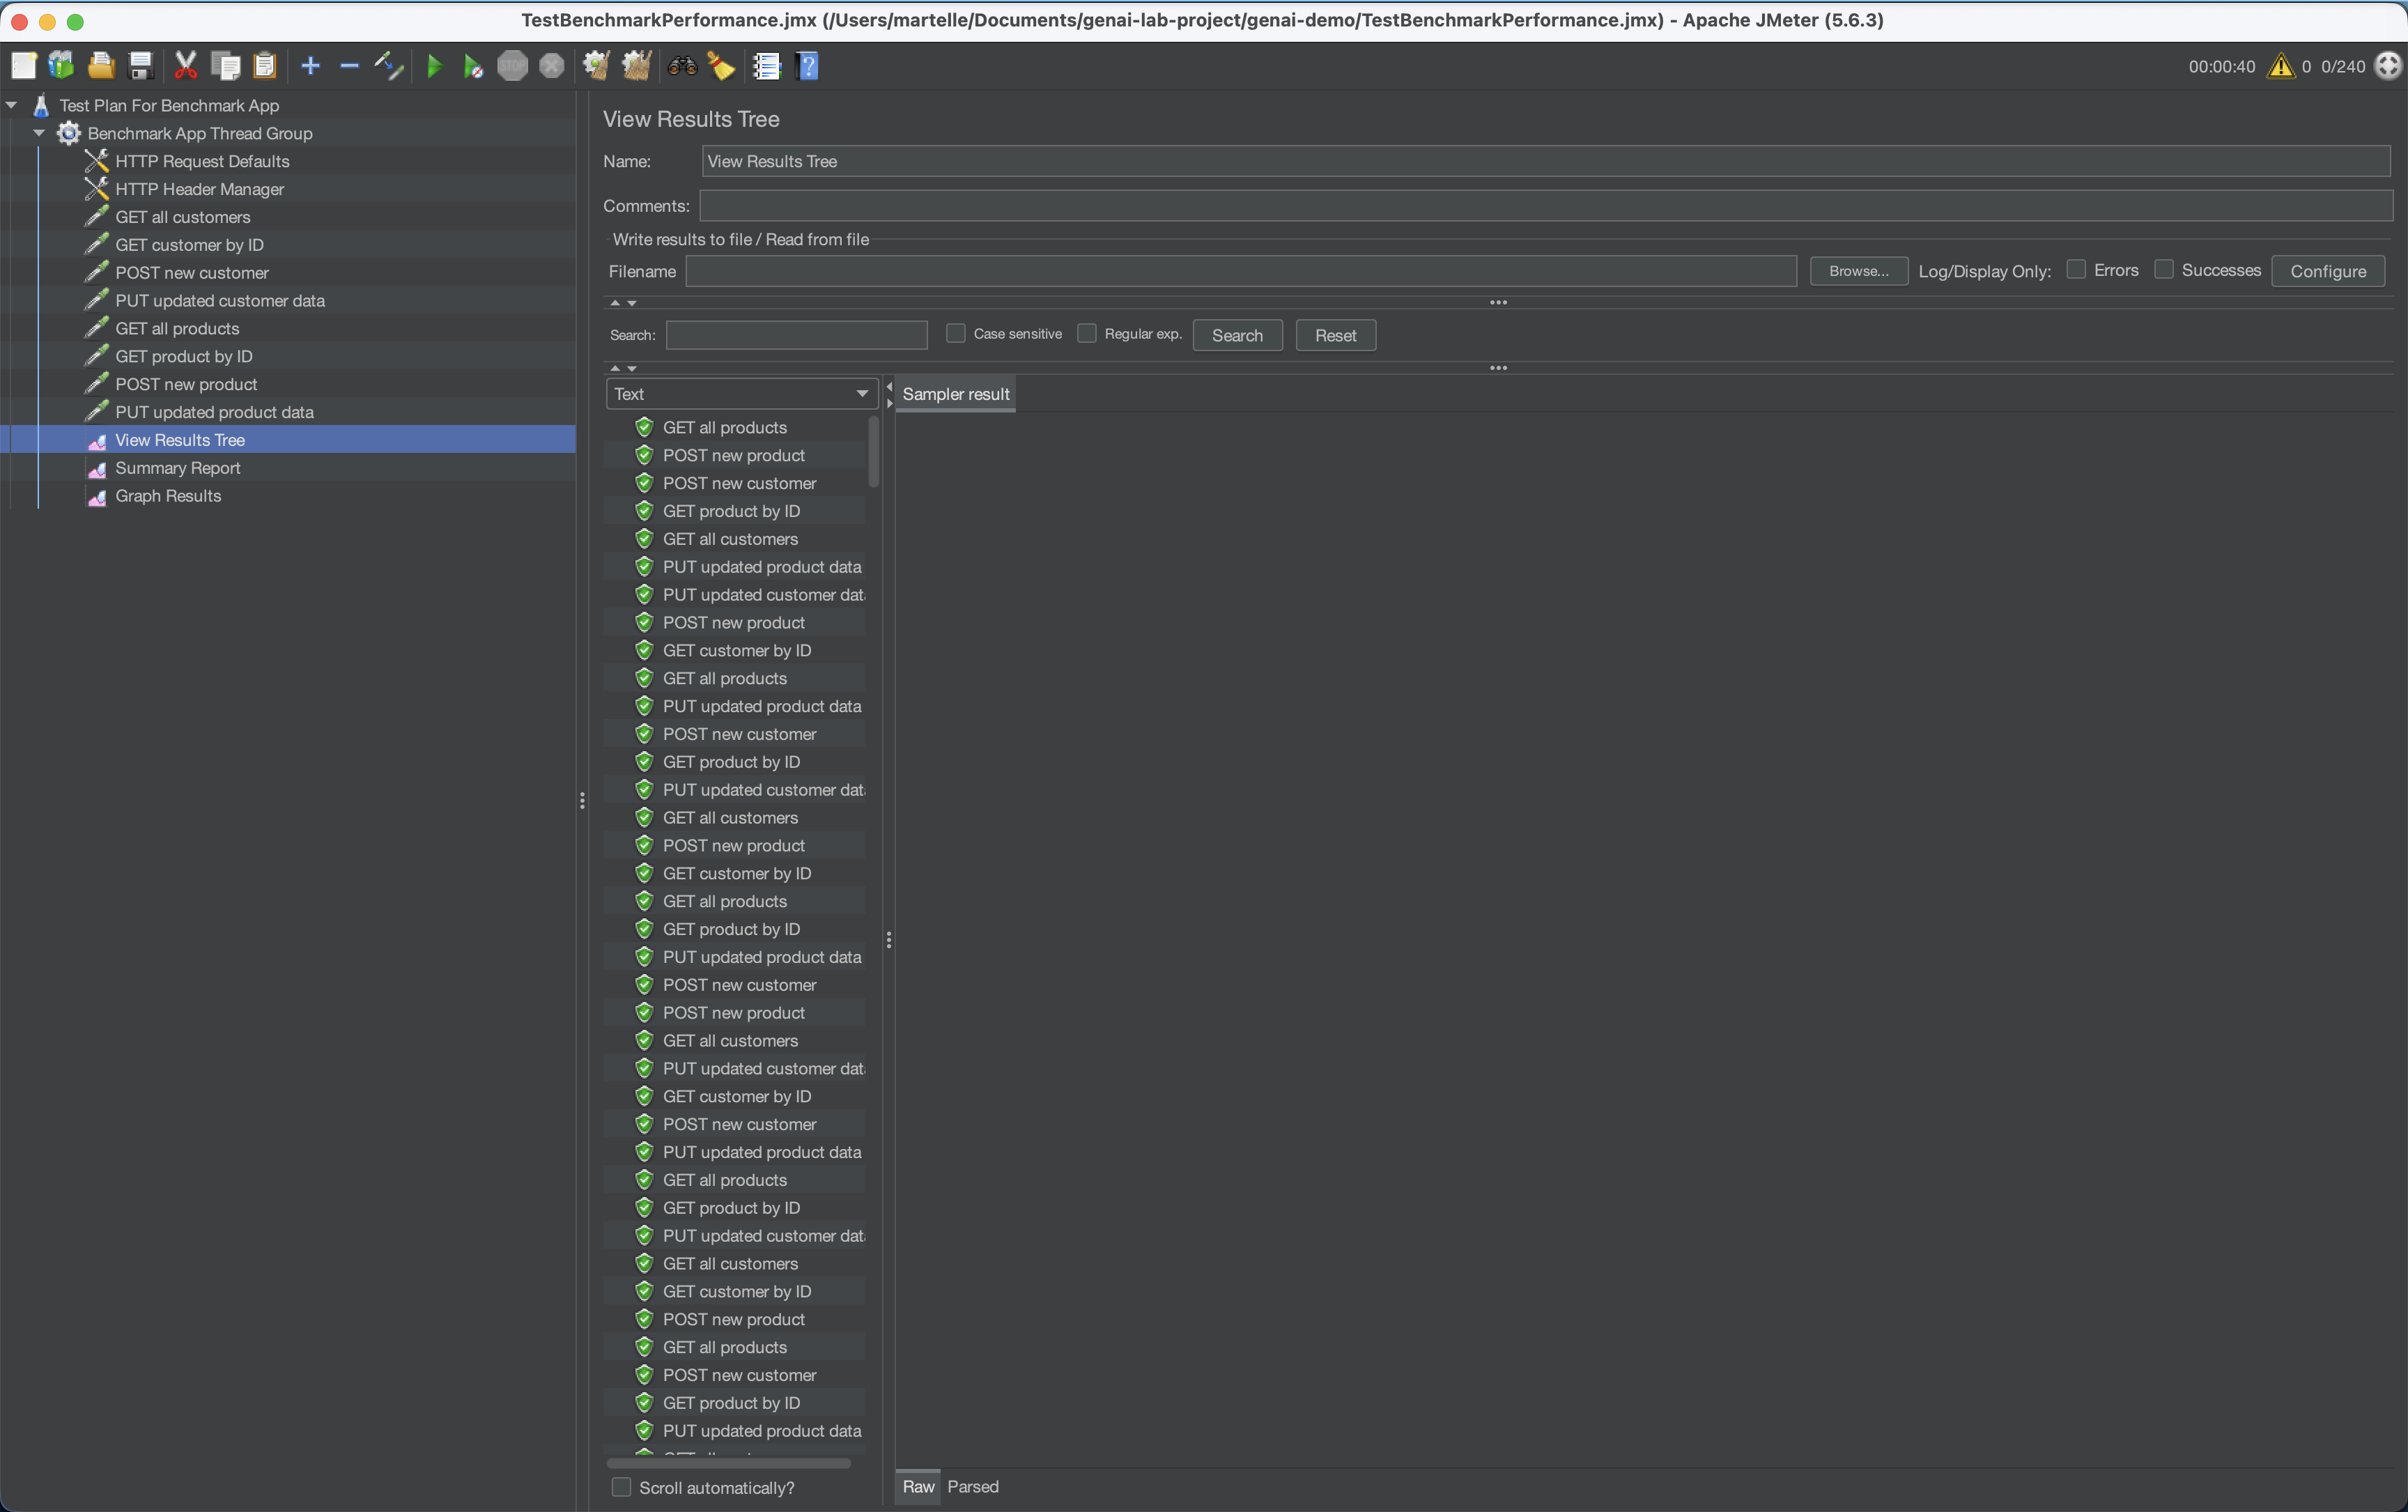 TestBenchmarkPerformance.jmx (/Users/martelle/Documents/genai-lab-project/genai-demo/TestBenchmarkPerformance.jmx) - Apache JMeter (5.6.3)
STOP
00:00:40 0 0/240
Test Plan For Benchmark App
Benchmark App Thread Group
HTTP Request Defaults
HTTP Header Manager
GET all customers
GET customer by ID
POST new customer
PUT updated customer data
GET all products
GET product by ID
POST new product
PUT updated product data
View Results Tree
Summary Report
Graph Results
View Results Tree
Name: View Results Tree
Comments:
Write results to file / Read from file
Filename Browse... Log/Display Only: Errors Successes Configure
Search: Case sensitive Regular exp. Search Reset
Text
Sampler result
GET all products
POST new product
POST new customer
GET product by ID
GET all customers
PUT updated product data
PUT updated customer dat
POST new product
GET customer by ID
GET all products
PUT updated product data
POST new customer
GET product by ID
PUT updated customer dat
GET all customers
POST new product
GET customer by ID
GET all products
GET product by ID
PUT updated product data
POST new customer
POST new product
GET all customers
PUT updated customer dat
GET customer by ID
POST new customer
PUT updated product data
GET all products
GET product by ID
PUT updated customer dat
GET all customers
GET customer by ID
POST new product
GET all products
POST new customer
GET product by ID
PUT updated product data
Scroll automatically?
Raw Parsed